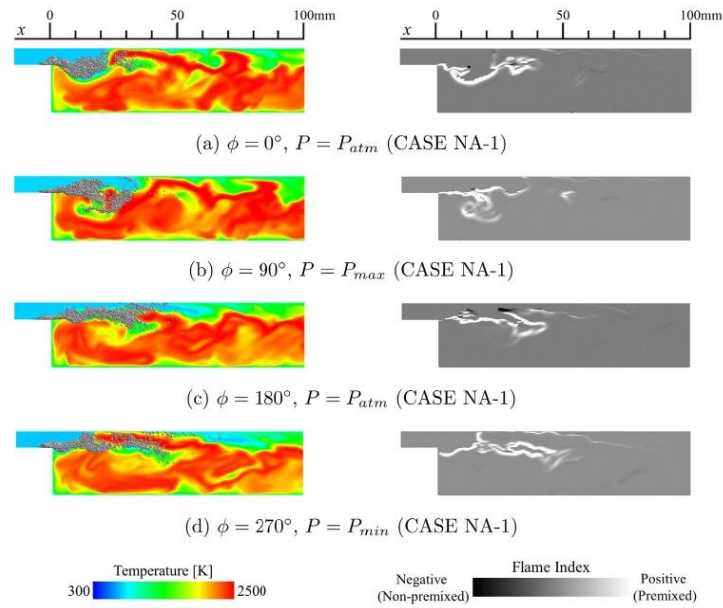 x 0 50 100mm x 0 50 100mm
(a) ϕ = 0°, P = P_atm (CASE NA-1)
(b) ϕ = 90°, P = P_max (CASE NA-1)
(c) ϕ = 180°, P = P_atm (CASE NA-1)
(d) ϕ = 270°, P = P_min (CASE NA-1)
Temperature [K]
300 2500
Flame Index
Negative Positive
(Non-premixed) (Premixed)